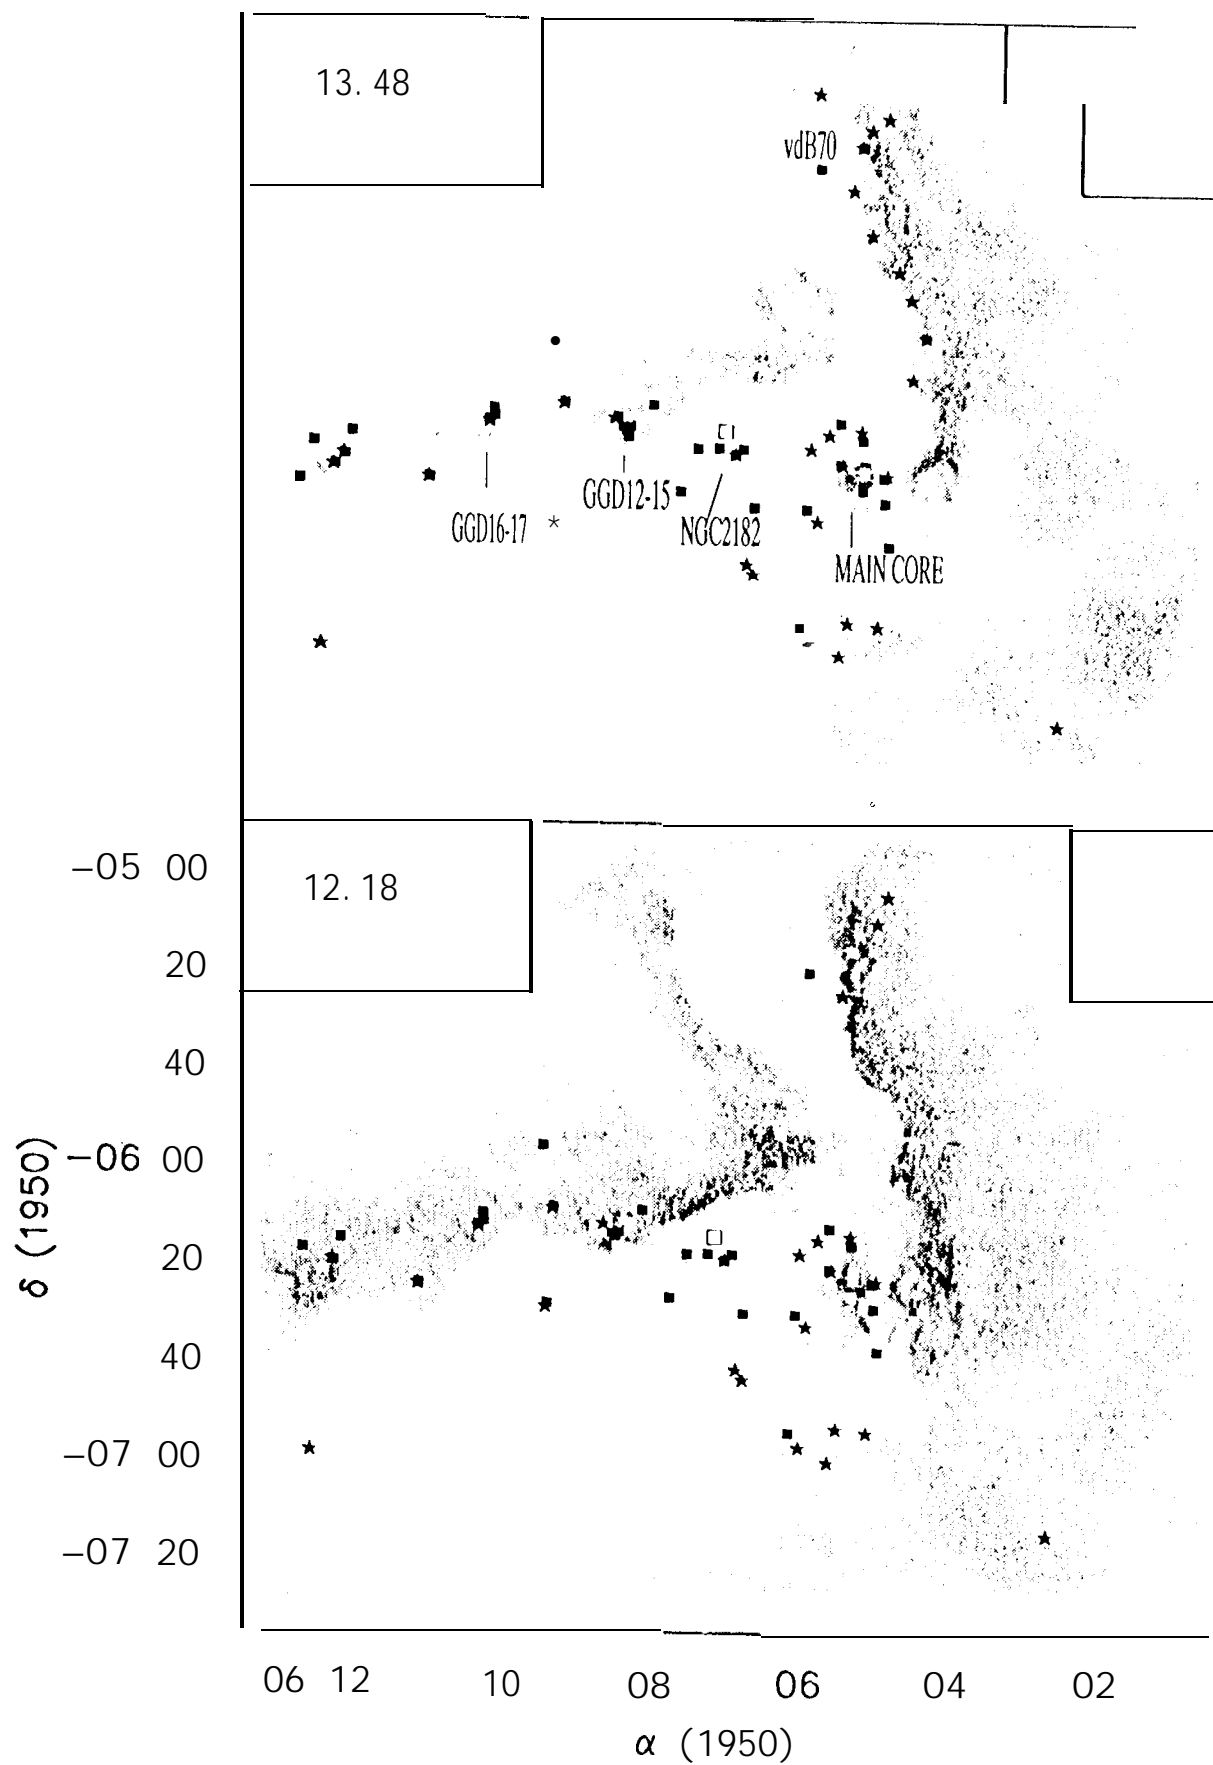 13.48
vdB70
GGD12-15
GGD16-17
NGC2182
MAIN CORE
12.18
−05 00
20
40
−06 00
20
40
−07 00
−07 20
δ (1950)
06 12 10 08 06 04 02
α (1950)